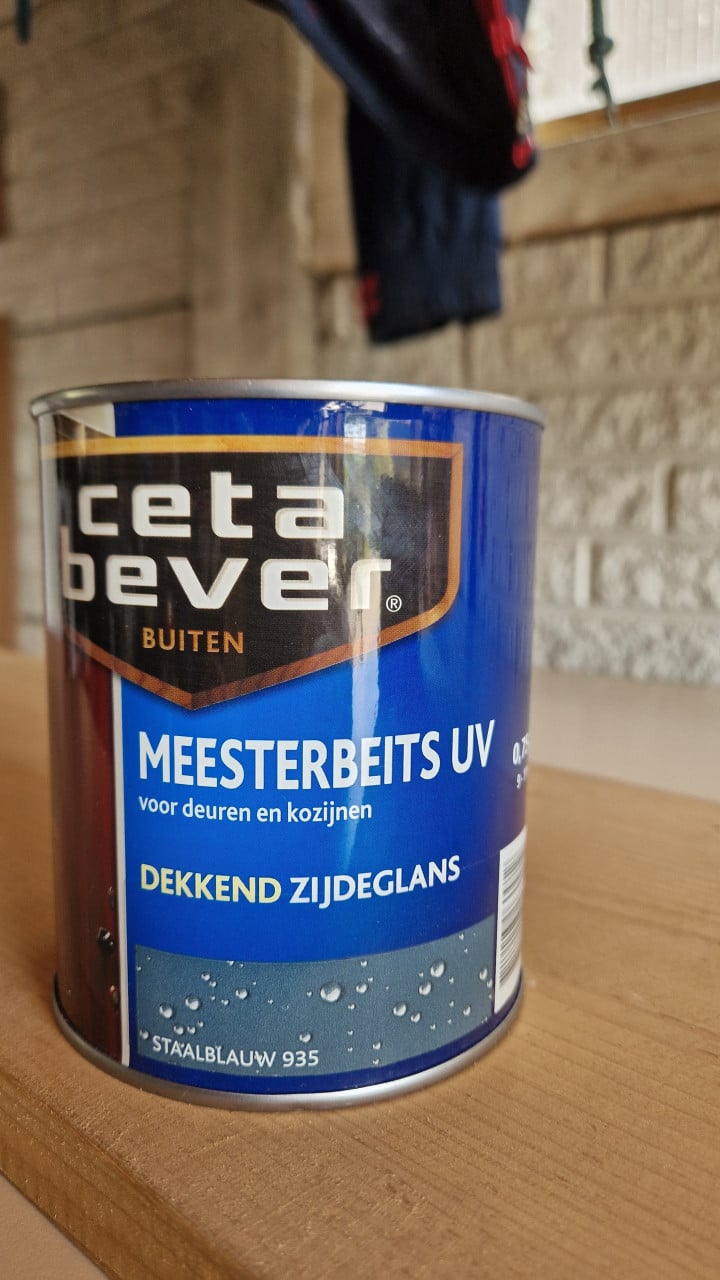 ceta
bever®
BUITEN
MEESTERBEITS UV
voor deuren en kozijnen
DEKKEND ZIJDEGLANS
STAALBLAUW 935